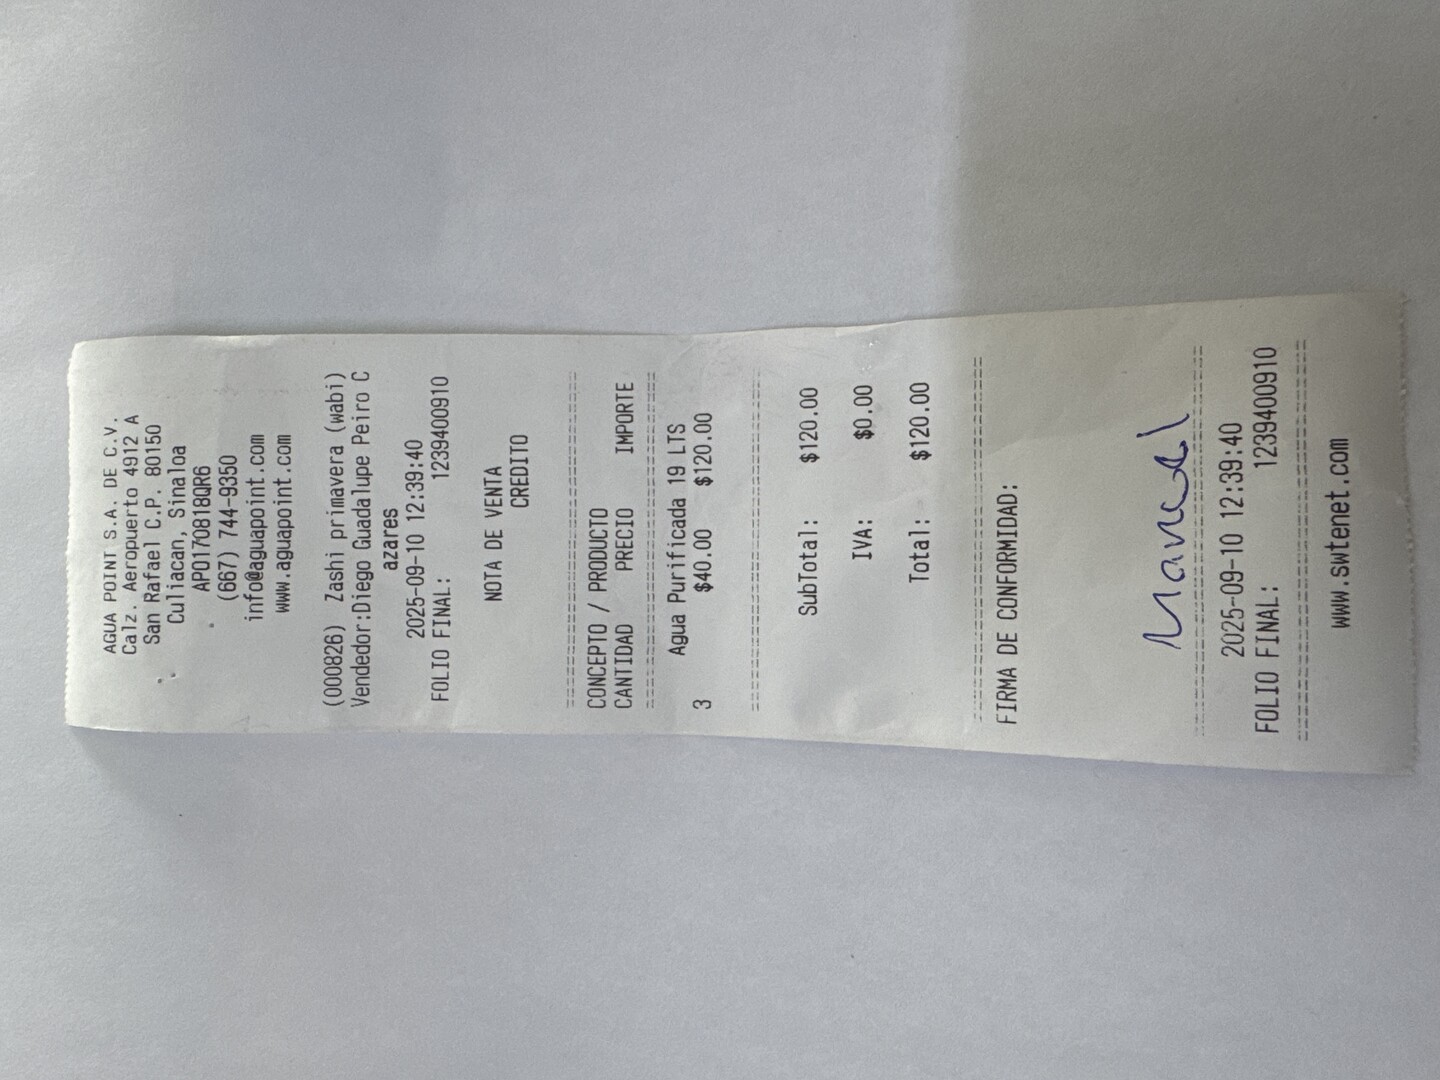 AGUA POINT S.A. DE C.V.
Calz. Aeropuerto 4912 A
San Rafael C.P. 80150
Culiacan, Sinaloa
APO170818QR6
(667) 744-9350
info@aguapoint.com
www.aguapoint.com
(000826) Zashi primavera (wabi)
Vendedor:Diego Guadalupe Peiro C
azares
2025-09-10 12:39:40
FOLIO FINAL: 1239400910
NOTA DE VENTA
CREDITO
================================
CONCEPTO / PRODUCTO
CANTIDAD PRECIO IMPORTE
================================
Agua Purificada 19 LTS
3 $40.00 $120.00
================================
SubTotal: $120.00
IVA: $0.00
Total: $120.00
================================
FIRMA DE CONFORMIDAD:
Manuel
================================
2025-09-10 12:39:40
FOLIO FINAL: 1239400910
================================
www.swtenet.com